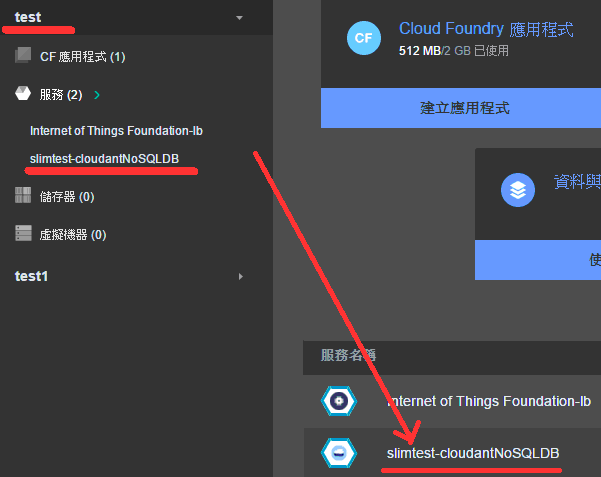 test
CF 應用程式 (1)
服務 (2)
Internet of Things Foundation-lb
slimtest-cloudantNoSQLDB
儲存器 (0)
虛擬機器 (0)
test1
CF
Cloud Foundry 應用程式
512 MB/2 GB 已使用
建立應用程式
資料與
使
服務名稱
Internet of Things Foundation-lb
slimtest-cloudantNoSQLDB